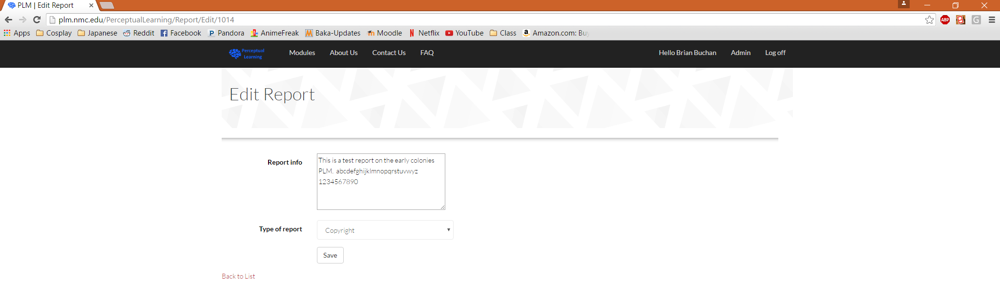 PLM | Edit Report
plm.nmc.edu/PerceptualLearning/Report/Edit/1014
ABP
G
Apps Cosplay Japanese Reddit Facebook Pandora AnimeFreak Baka-Updates Moodle Netflix YouTube Class Amazon.com: Buy
Perceptual
Learning
Modules About Us Contact Us FAQ Hello Brian Buchan Admin Log off
Edit Report
Report info
This is a test report on the early colonies
PLM. abcdefghijklmnopqrstuvwyz
1234567890
Type of report
Copyright
Save
Back to List